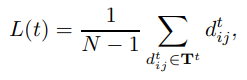 L(t) = \frac{1}{N-1} \sum_{d_{ij}^{t} \in \mathbf{T}^{t}} d_{ij}^{t},